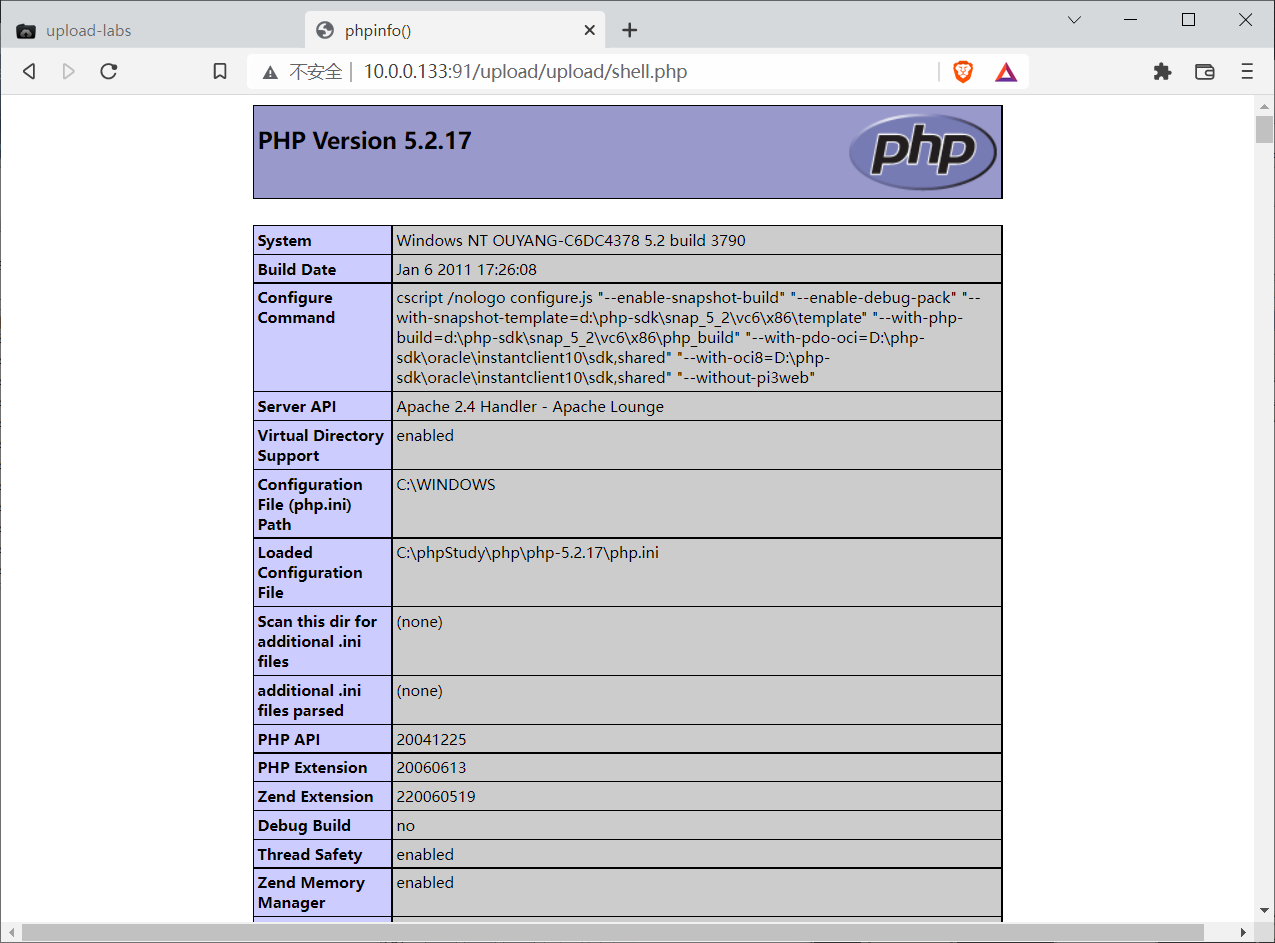 upload-labs
phpinfo()
不安全 10.0.0.133:91/upload/upload/shell.php
PHP Version 5.2.17
php
System Windows NT OUYANG-C6DC4378 5.2 build 3790
Build Date Jan 6 2011 17:26:08
Configure
Command
cscript /nologo configure.js "--enable-snapshot-build" "--enable-debug-pack" "--
with-snapshot-template=d:\php-sdk\snap_5_2\vc6\x86\template" "--with-php-
build=d:\php-sdk\snap_5_2\vc6\x86\php_build" "--with-pdo-oci=D:\php-
sdk\oracle\instantclient10\sdk,shared" "--with-oci8=D:\php-
sdk\oracle\instantclient10\sdk,shared" "--without-pi3web"
Server API Apache 2.4 Handler - Apache Lounge
Virtual Directory
Support
enabled
Configuration
File (php.ini)
Path
C:\WINDOWS
Loaded
Configuration
File
C:\phpStudy\php\php-5.2.17\php.ini
Scan this dir for
additional .ini
files
(none)
additional .ini
files parsed
(none)
PHP API 20041225
PHP Extension 20060613
Zend Extension 220060519
Debug Build no
Thread Safety enabled
Zend Memory
Manager
enabled